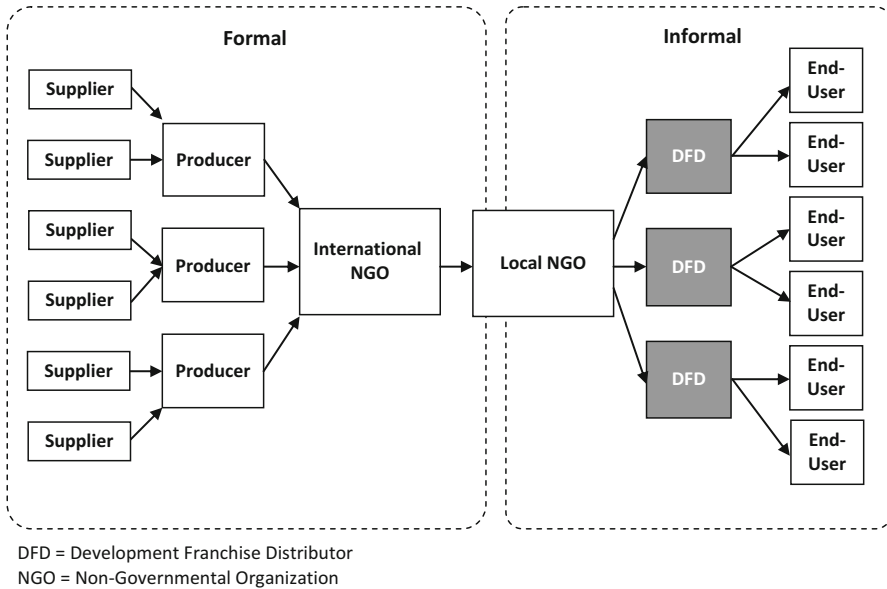 Formal
Supplier
Supplier
Supplier
Supplier
Supplier
Supplier
Producer
Producer
Producer
International
NGO
Local NGO
Informal
DFD
DFD
DFD
End-
User
End-
User
End-
User
End-
User
End-
User
End-
User
DFD = Development Franchise Distributor
NGO = Non-Governmental Organization